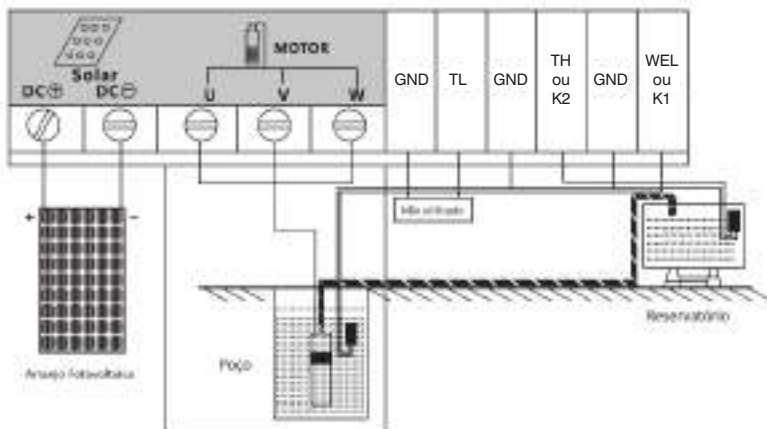 Solar
MOTOR
DC⊕
DC⊖
U
V
W
GND
TL
GND
TH
ou
K2
GND
WEL
ou
K1
+
−
Não utilizado
Reservatório
Poço
Arranjo fotovoltaico